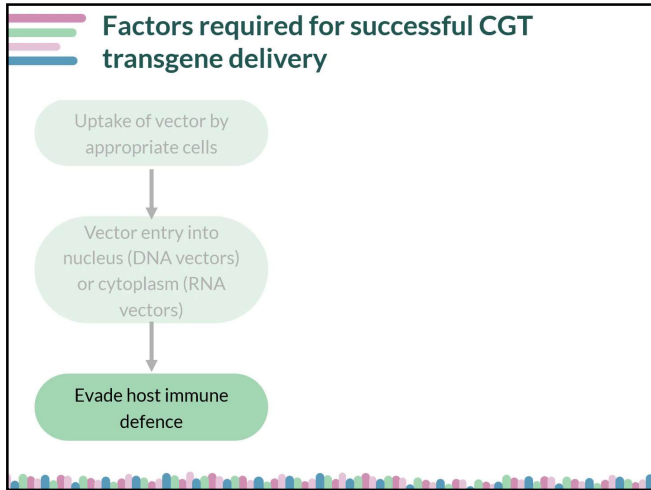 Factors required for successful CGT
transgene delivery
Uptake of vector by
appropriate cells
Vector entry into
nucleus (DNA vectors)
or cytoplasm (RNA
vectors)
Evade host immune
defence